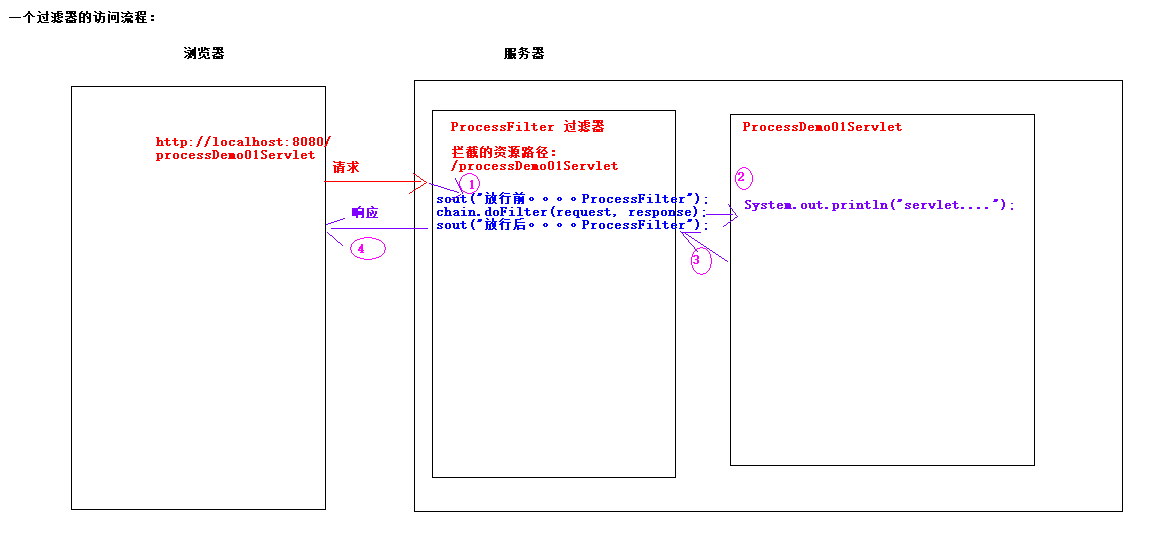 一个过滤器的访问流程：
浏览器
服务器
http://localhost:8080/
processDemo01Servlet
请求
响应
4
ProcessFilter 过滤器
拦截的资源路径：
/processDemo01Servlet
1
sout("放行前。。。。ProcessFilter");
chain.doFilter(request, response);
sout("放行后。。。。ProcessFilter");
3
ProcessDemo01Servlet
2
System.out.println("servlet....");